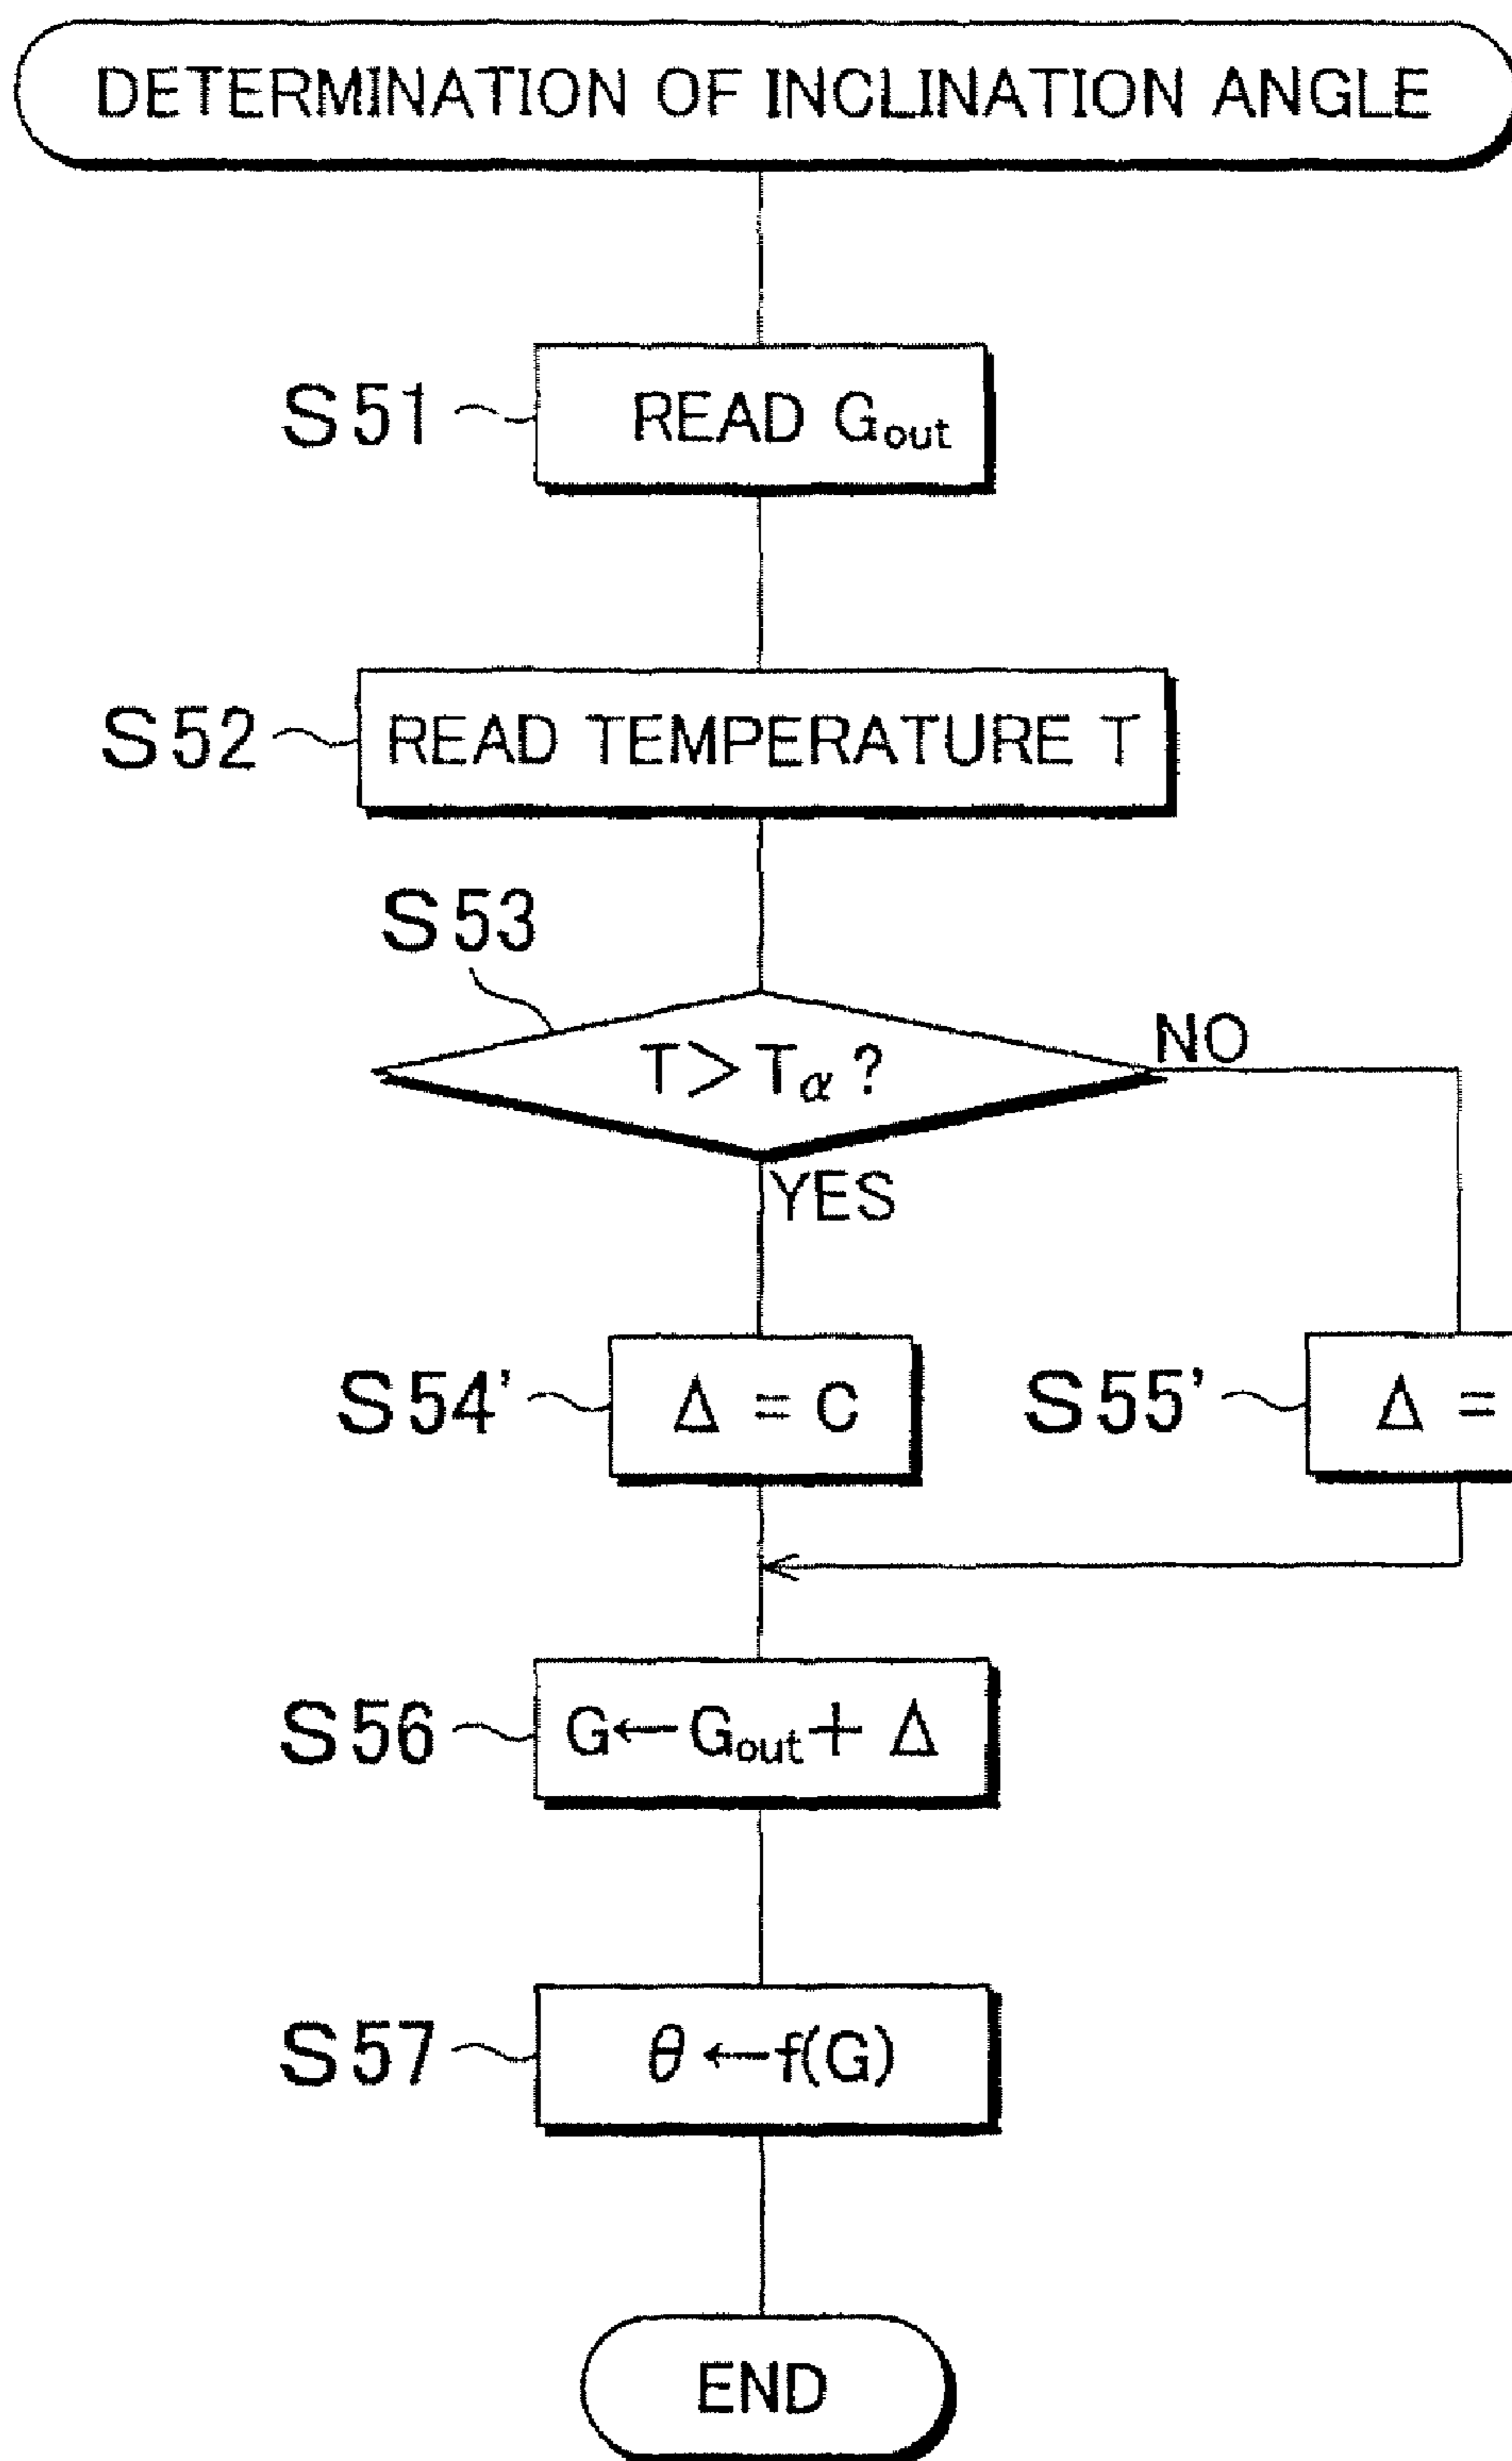 DETERMINATION OF INCLINATION ANGLE
S51
READ Gout
S52
READ TEMPERATURE T
S53
T > Tα ?
NO
YES
S54'
Δ = C
S55'
Δ =
S56
G←Gout+ Δ
S57
θ ←f(G)
END